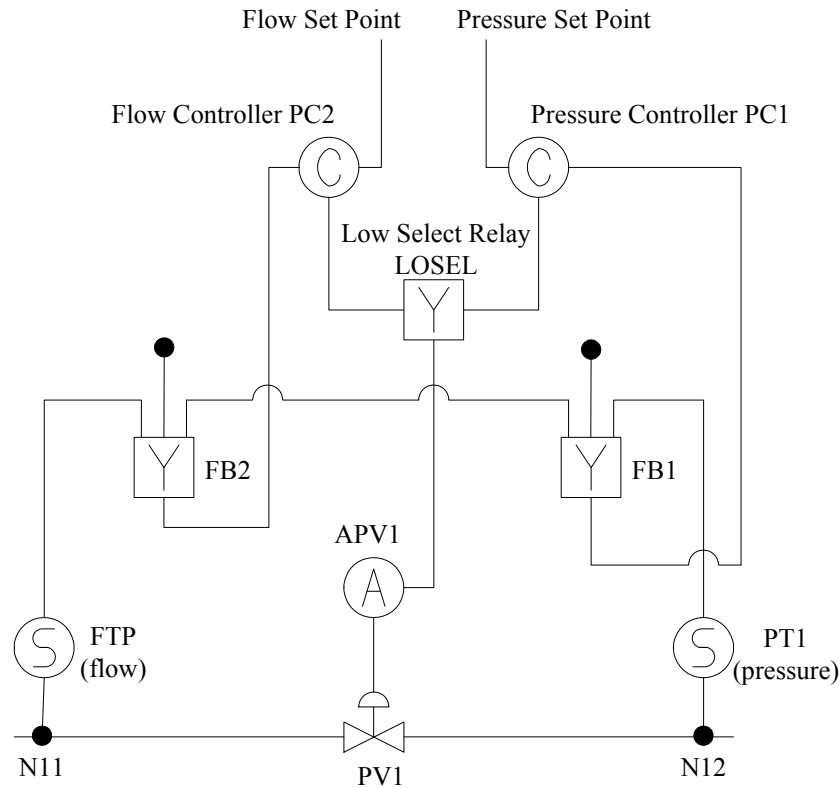 Flow Set Point
Pressure Set Point
Flow Controller PC2
Pressure Controller PC1
C
C
Low Select Relay
LOSEL
Y
Y
FB2
Y
FB1
APV1
A
S
FTP
(flow)
S
PT1
(pressure)
N11
PV1
N12